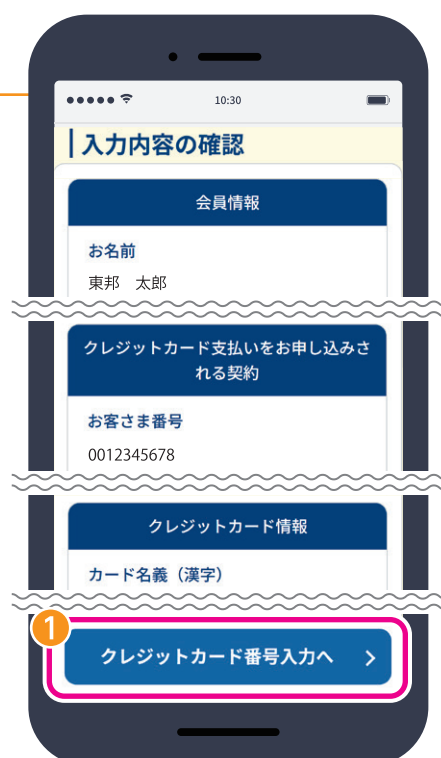 10:30
入力内容の確認
会員情報
お名前
東邦　太郎
クレジットカード支払いをお申し込みさ
れる契約
お客さま番号
0012345678
クレジットカード情報
カード名義（漢字）
1
クレジットカード番号入力へ